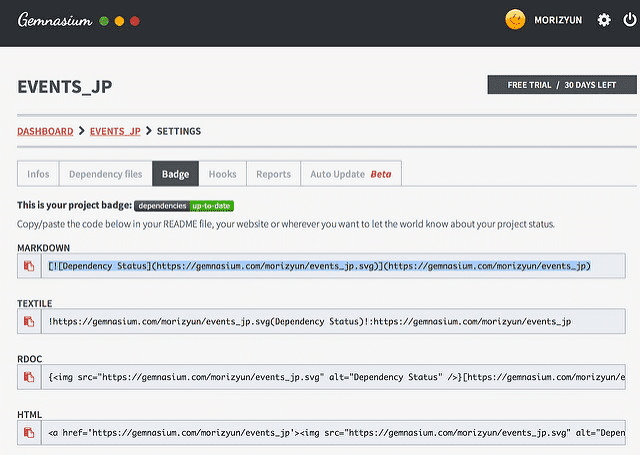 Gemnasium
MORIZYUN
EVENTS_JP
FREE TRIAL / 30 DAYS LEFT
DASHBOARD > EVENTS_JP > SETTINGS
Infos Dependency files Badge Hooks Reports Auto Update Beta
This is your project badge: dependencies up-to-date
Copy/paste the code below in your README file, your website or wherever you want to let the world know about your project status.
MARKDOWN
[![Dependency Status](https://gemnasium.com/morizyun/events_jp.svg)](https://gemnasium.com/morizyun/events_jp)
TEXTILE
!https://gemnasium.com/morizyun/events_jp.svg(Dependency Status)!:https://gemnasium.com/morizyun/events_jp
RDOC
{<img src="https://gemnasium.com/morizyun/events_jp.svg" alt="Dependency Status" />}[https://gemnasium.com/morizyun/e
HTML
<a href='https://gemnasium.com/morizyun/events_jp'><img src="https://gemnasium.com/morizyun/events_jp.svg" alt="Depen